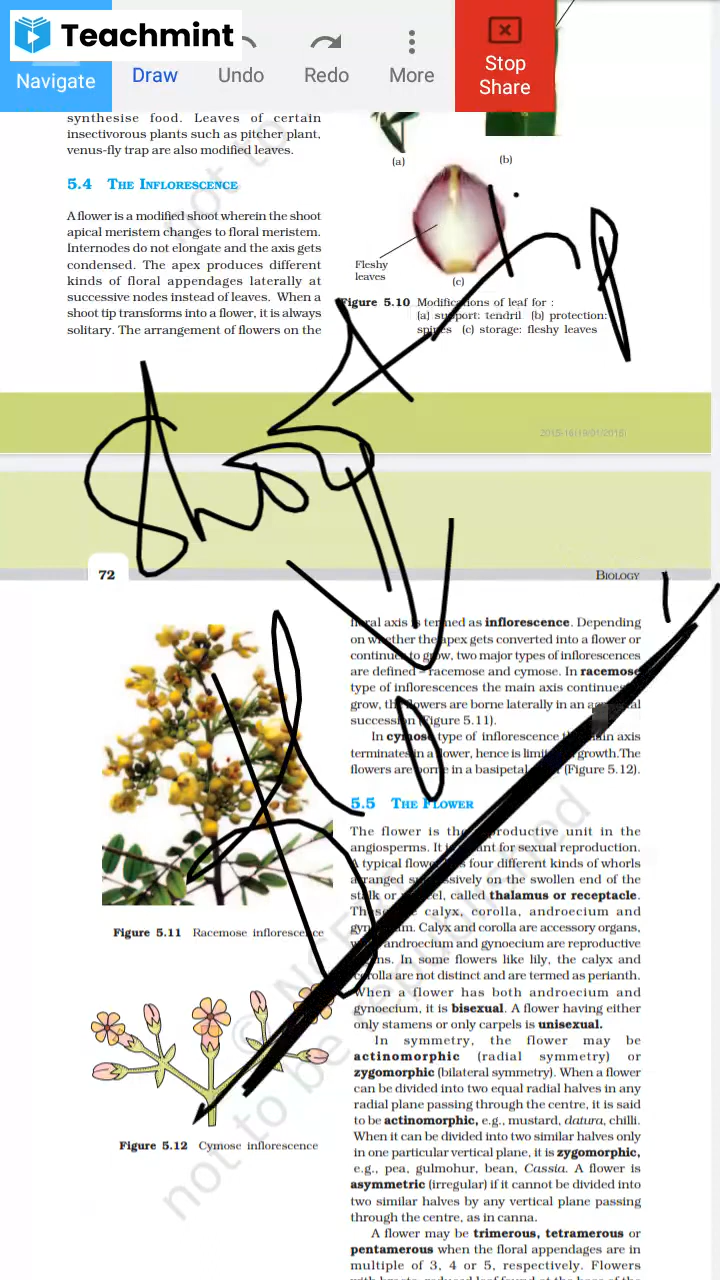 Teachmint
Navigate
Draw
Undo
Redo
More
Stop
Share
synthesise food. Leaves of certain
insectivorous plants such as pitcher plant,
venus-fly trap are also modified leaves.
(a)
(b)
5.4 THE INFLORESCENCE
A flower is a modified shoot wherein the shoot
apical meristem changes to floral meristem.
Internodes do not elongate and the axis gets
condensed. The apex produces different
kinds of floral appendages laterally at
successive nodes instead of leaves. When a
shoot tip transforms into a flower, it is always
solitary. The arrangement of flowers on the
Fleshy
leaves
(c)
Figure 5.10 Modifications of leaf for :
(a) support: tendril (b) protection:
spines (c) storage: fleshy leaves
Shoot tip
2015-16(19/01/2015)
72
BIOLOGY
floral axis is termed as inflorescence. Depending
on whether the apex gets converted into a flower or
continues to grow, two major types of inflorescences
are defined – racemose and cymose. In racemose
type of inflorescences the main axis continues
grow, the flowers are borne laterally in an
succession (Figure 5.11).
In cymose type of inflorescence the main axis
terminates in a flower, hence is limited in growth.The
flowers are borne in a basipetal (Figure 5.12).
5.5 THE FLOWER
The flower is the reproductive unit in the
angiosperms. It is meant for sexual reproduction.
A typical flower has four different kinds of whorls
arranged successively on the swollen end of the
stalk or pedicel, called thalamus or receptacle.
These are calyx, corolla, androecium and
gynoecium. Calyx and corolla are accessory organs,
while androecium and gynoecium are reproductive
organs. In some flowers like lily, the calyx and
corolla are not distinct and are termed as perianth.
When a flower has both androecium and
gynoecium, it is bisexual. A flower having either
only stamens or only carpels is unisexual.
In symmetry, the flower may be
actinomorphic (radial symmetry) or
zygomorphic (bilateral symmetry). When a flower
can be divided into two equal radial halves in any
radial plane passing through the centre, it is said
to be actinomorphic, e.g., mustard, datura, chilli.
When it can be divided into two similar halves only
in one particular vertical plane, it is zygomorphic,
e.g., pea, gulmohur, bean, Cassia. A flower is
asymmetric (irregular) if it cannot be divided into
two similar halves by any vertical plane passing
through the centre, as in canna.
A flower may be trimerous, tetramerous or
pentamerous when the floral appendages are in
multiple of 3, 4 or 5, respectively. Flowers
Figure 5.11 Racemose inflorescence
Figure 5.12 Cymose inflorescence
not to be republished